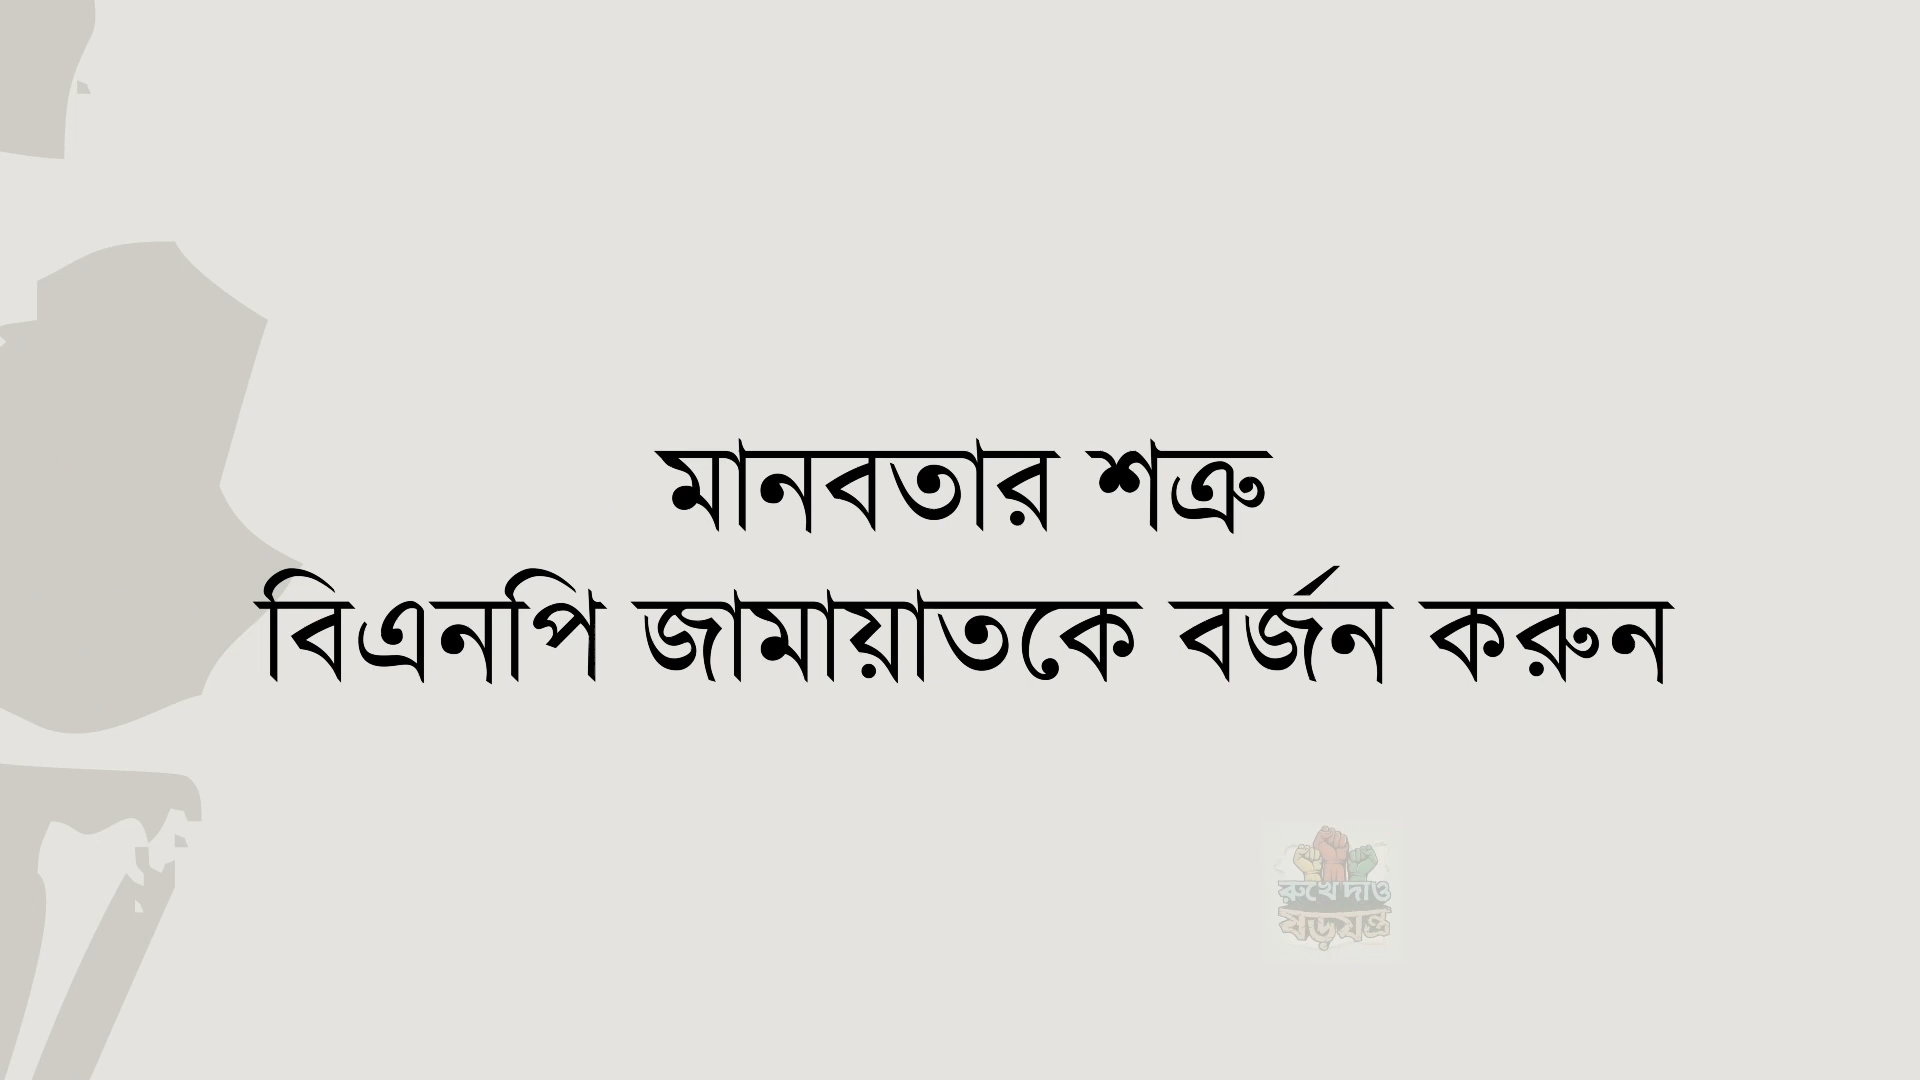 মানবতার শত্রু
বিএনপি জামায়াতকে বর্জন করুন
রুখে দাও
ষড়যন্ত্র